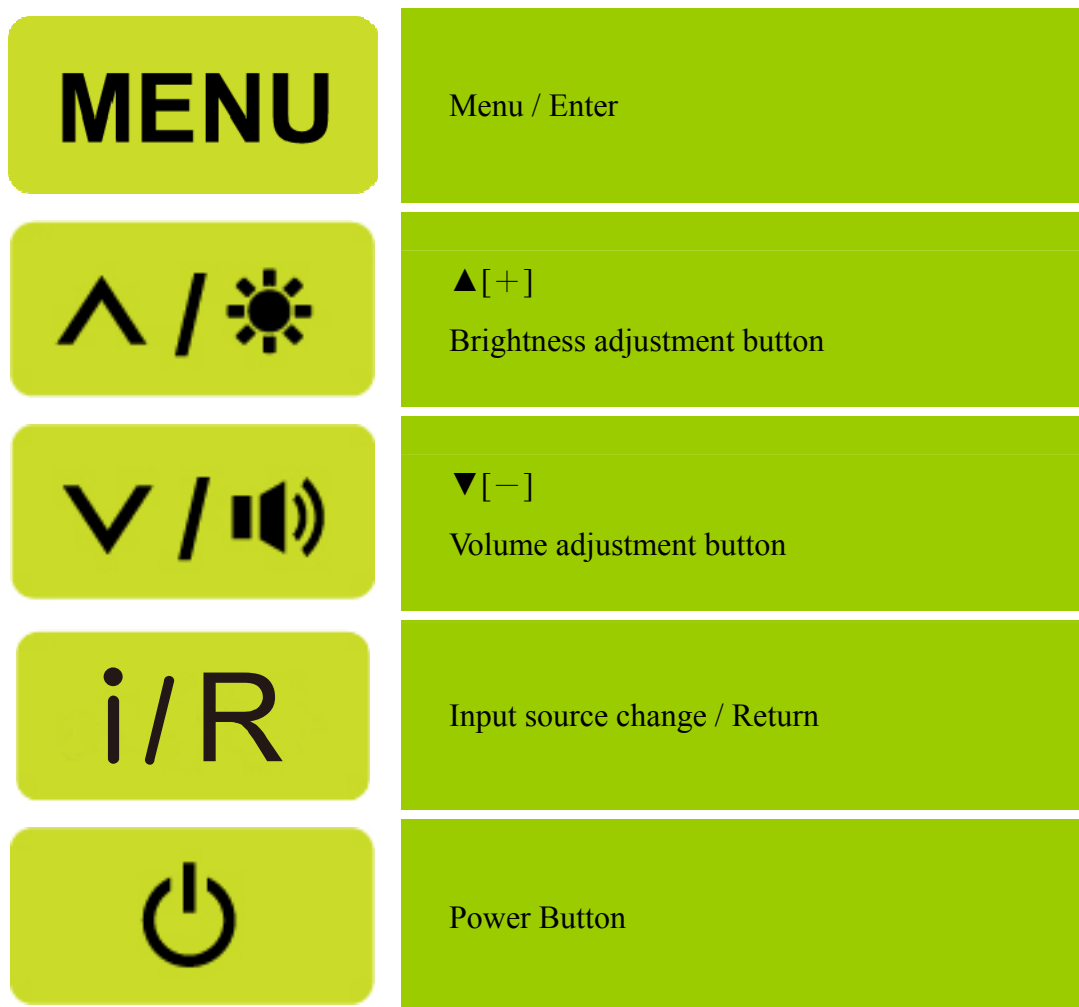 MENU
Menu / Enter
/
▲[＋]
Brightness adjustment button
/
▼[－]
Volume adjustment button
i/R
Input source change / Return
Power Button